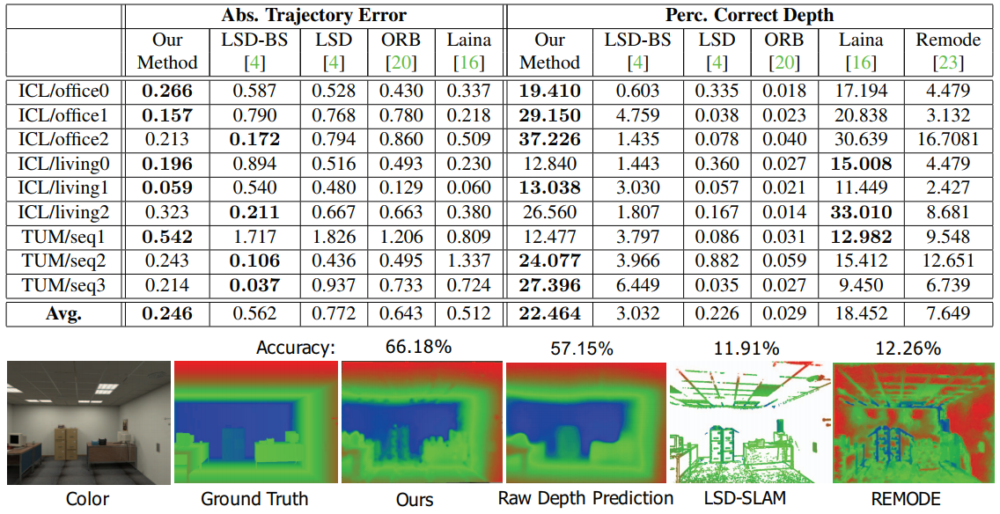 Abs. Trajectory Error Perc. Correct Depth
Our LSD-BS LSD ORB Laina Our LSD-BS LSD ORB Laina Remode
Method [4] [4] [20] [16] Method [4] [4] [20] [16] [23]
ICL/office0 0.266 0.587 0.528 0.430 0.337 19.410 0.603 0.335 0.018 17.194 4.479
ICL/office1 0.157 0.790 0.768 0.780 0.218 29.150 4.759 0.038 0.023 20.838 3.132
ICL/office2 0.213 0.172 0.794 0.860 0.509 37.226 1.435 0.078 0.040 30.639 16.7081
ICL/living0 0.196 0.894 0.516 0.493 0.230 12.840 1.443 0.360 0.027 15.008 4.479
ICL/living1 0.059 0.540 0.480 0.129 0.060 13.038 3.030 0.057 0.021 11.449 2.427
ICL/living2 0.323 0.211 0.667 0.663 0.380 26.560 1.807 0.167 0.014 33.010 8.681
TUM/seq1 0.542 1.717 1.826 1.206 0.809 12.477 3.797 0.086 0.031 12.982 9.548
TUM/seq2 0.243 0.106 0.436 0.495 1.337 24.077 3.966 0.882 0.059 15.412 12.651
TUM/seq3 0.214 0.037 0.937 0.733 0.724 27.396 6.449 0.035 0.027 9.450 6.739
Avg. 0.246 0.562 0.772 0.643 0.512 22.464 3.032 0.226 0.029 18.452 7.649
Accuracy: 66.18% 57.15% 11.91% 12.26%
Color Ground Truth Ours Raw Depth Prediction LSD-SLAM REMODE